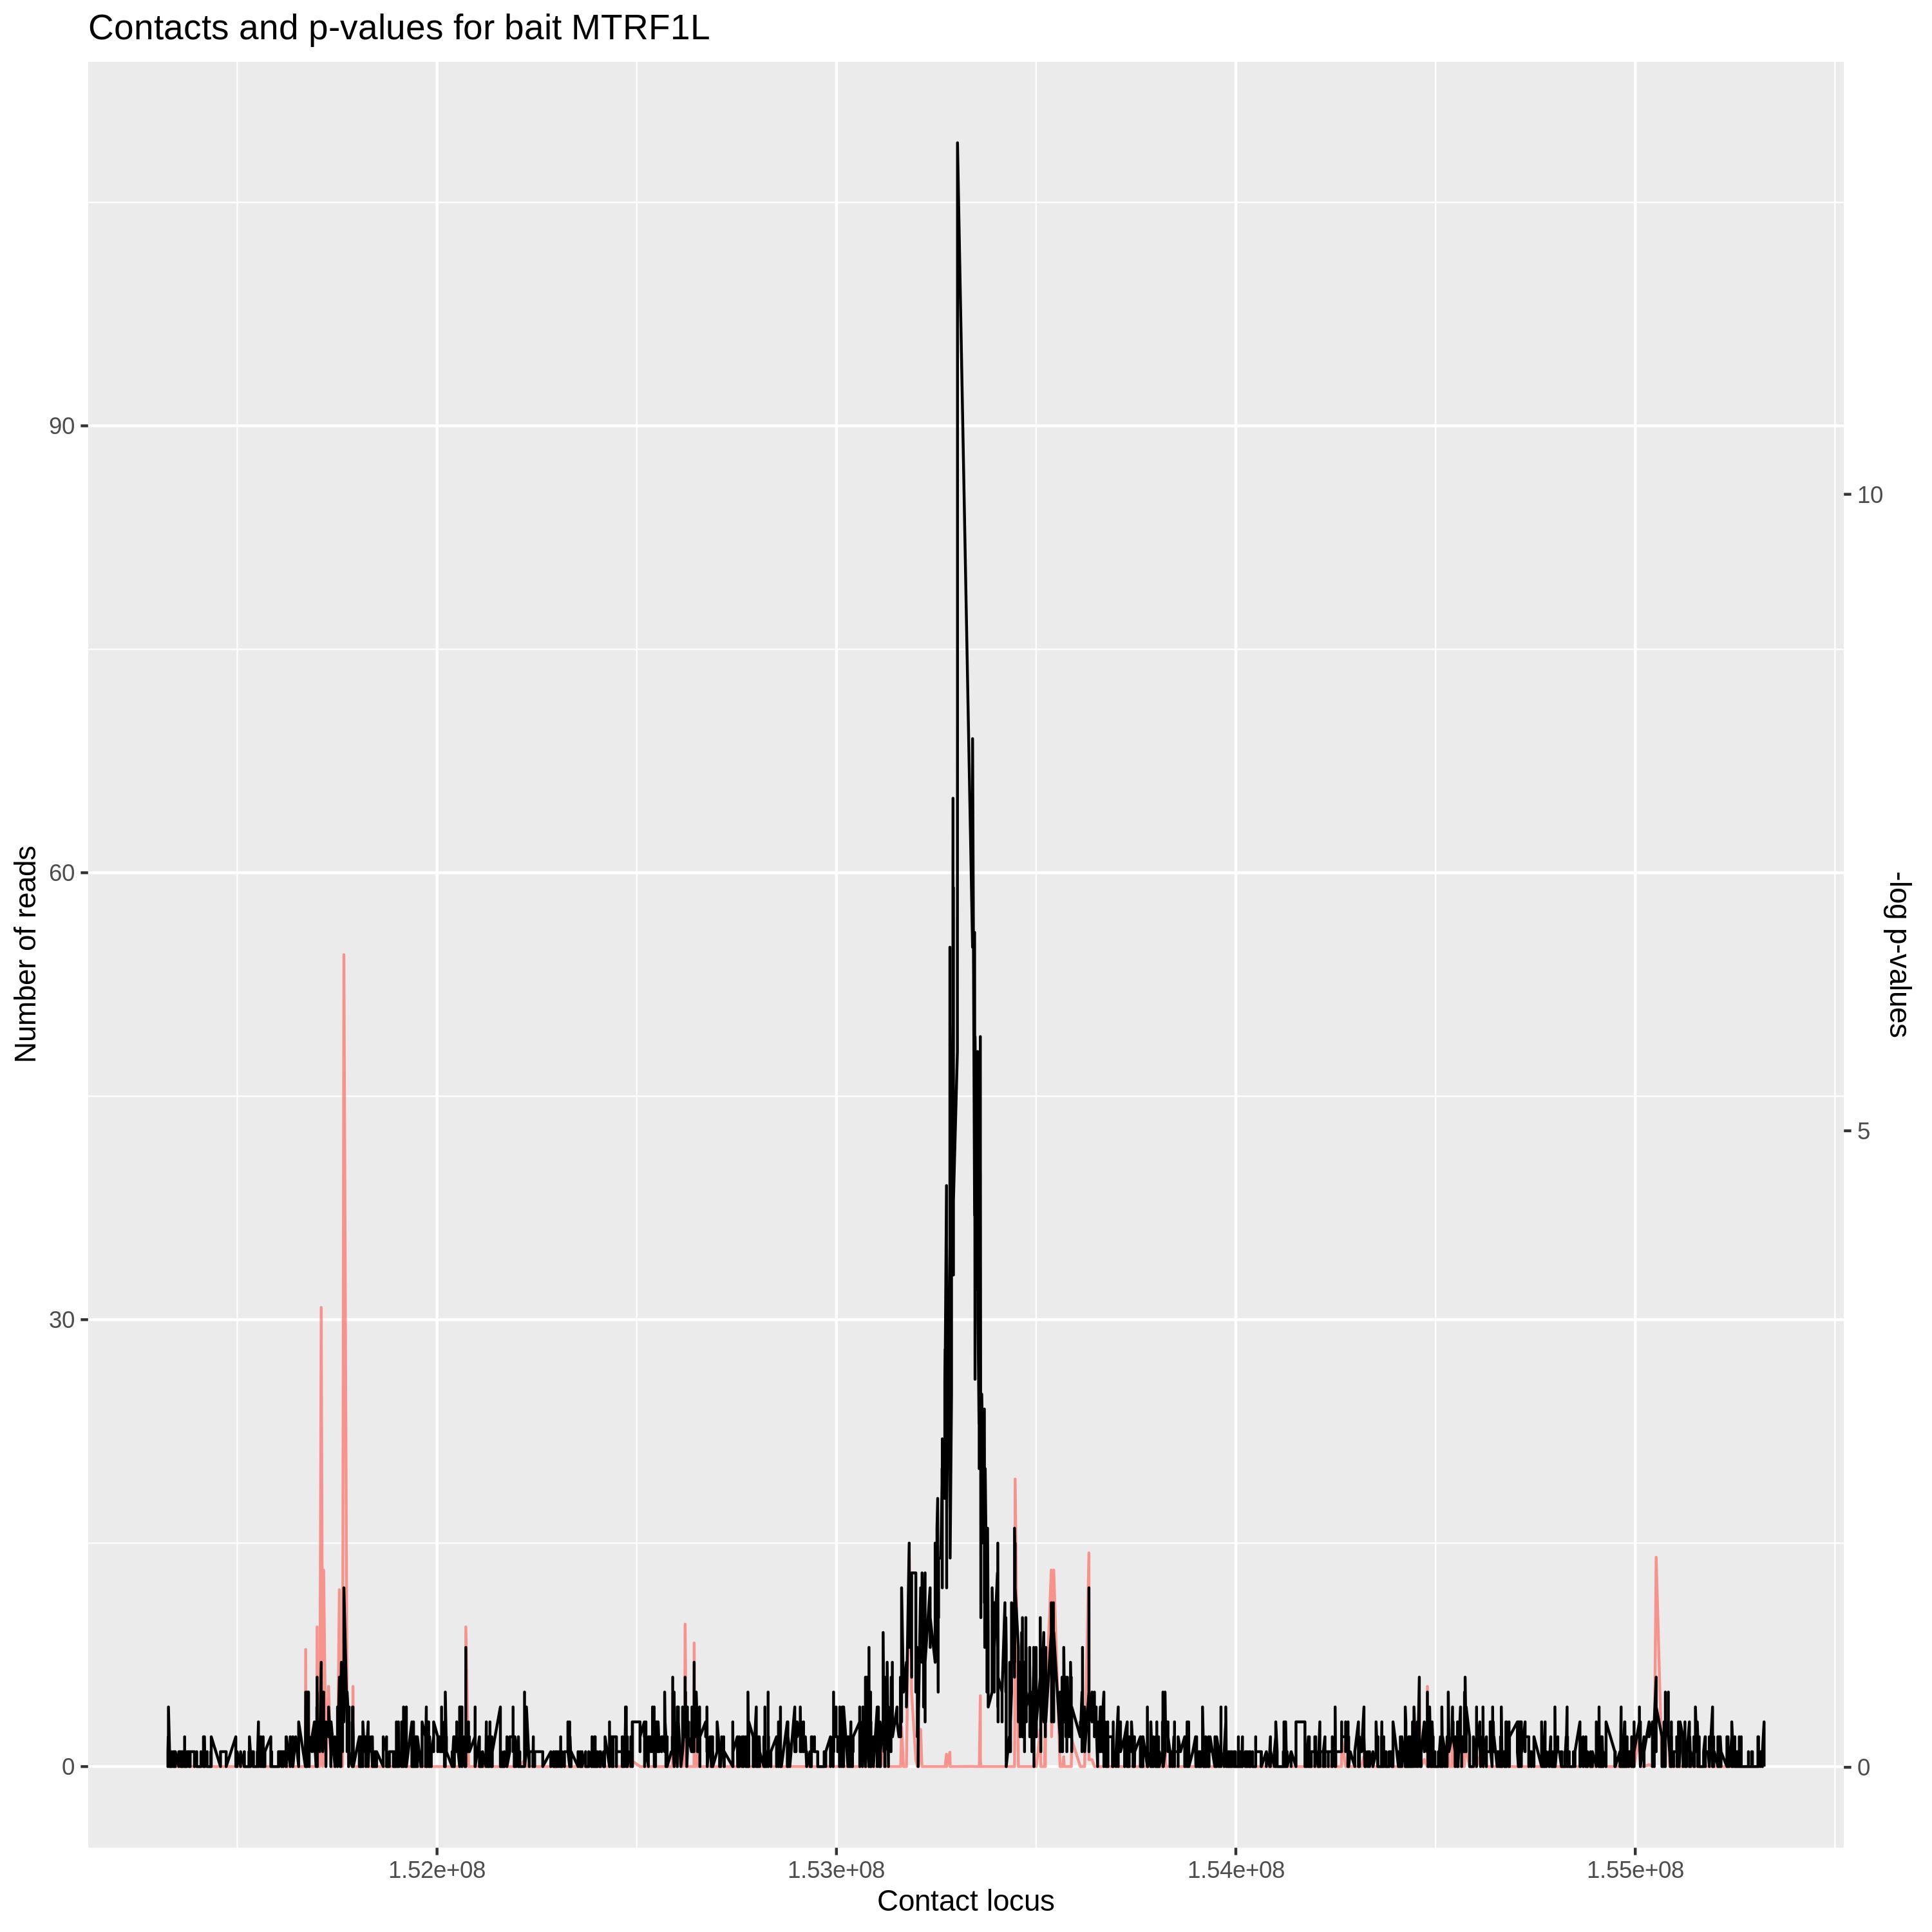 Contacts and p-values for bait MTRF1L
Number of reads
90
60
30
0
10
5
0
-log p-values
1.52e+08
1.53e+08
1.54e+08
1.55e+08
Contact locus